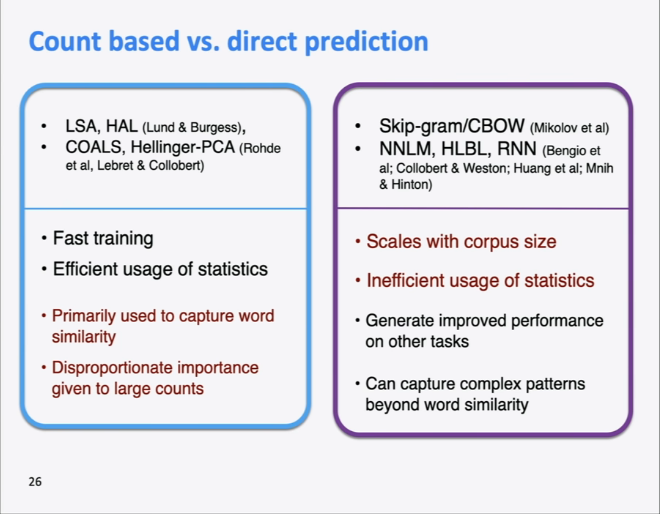 Count based vs. direct prediction
• LSA, HAL (Lund & Burgess),
• COALS, Hellinger-PCA (Rohde
et al, Lebret & Collobert)
• Fast training
• Efficient usage of statistics
• Primarily used to capture word
similarity
• Disproportionate importance
given to large counts
• Skip-gram/CBOW (Mikolov et al)
• NNLM, HLBL, RNN (Bengio et
al; Collobert & Weston; Huang et al; Mnih
& Hinton)
• Scales with corpus size
• Inefficient usage of statistics
• Generate improved performance
on other tasks
• Can capture complex patterns
beyond word similarity
26